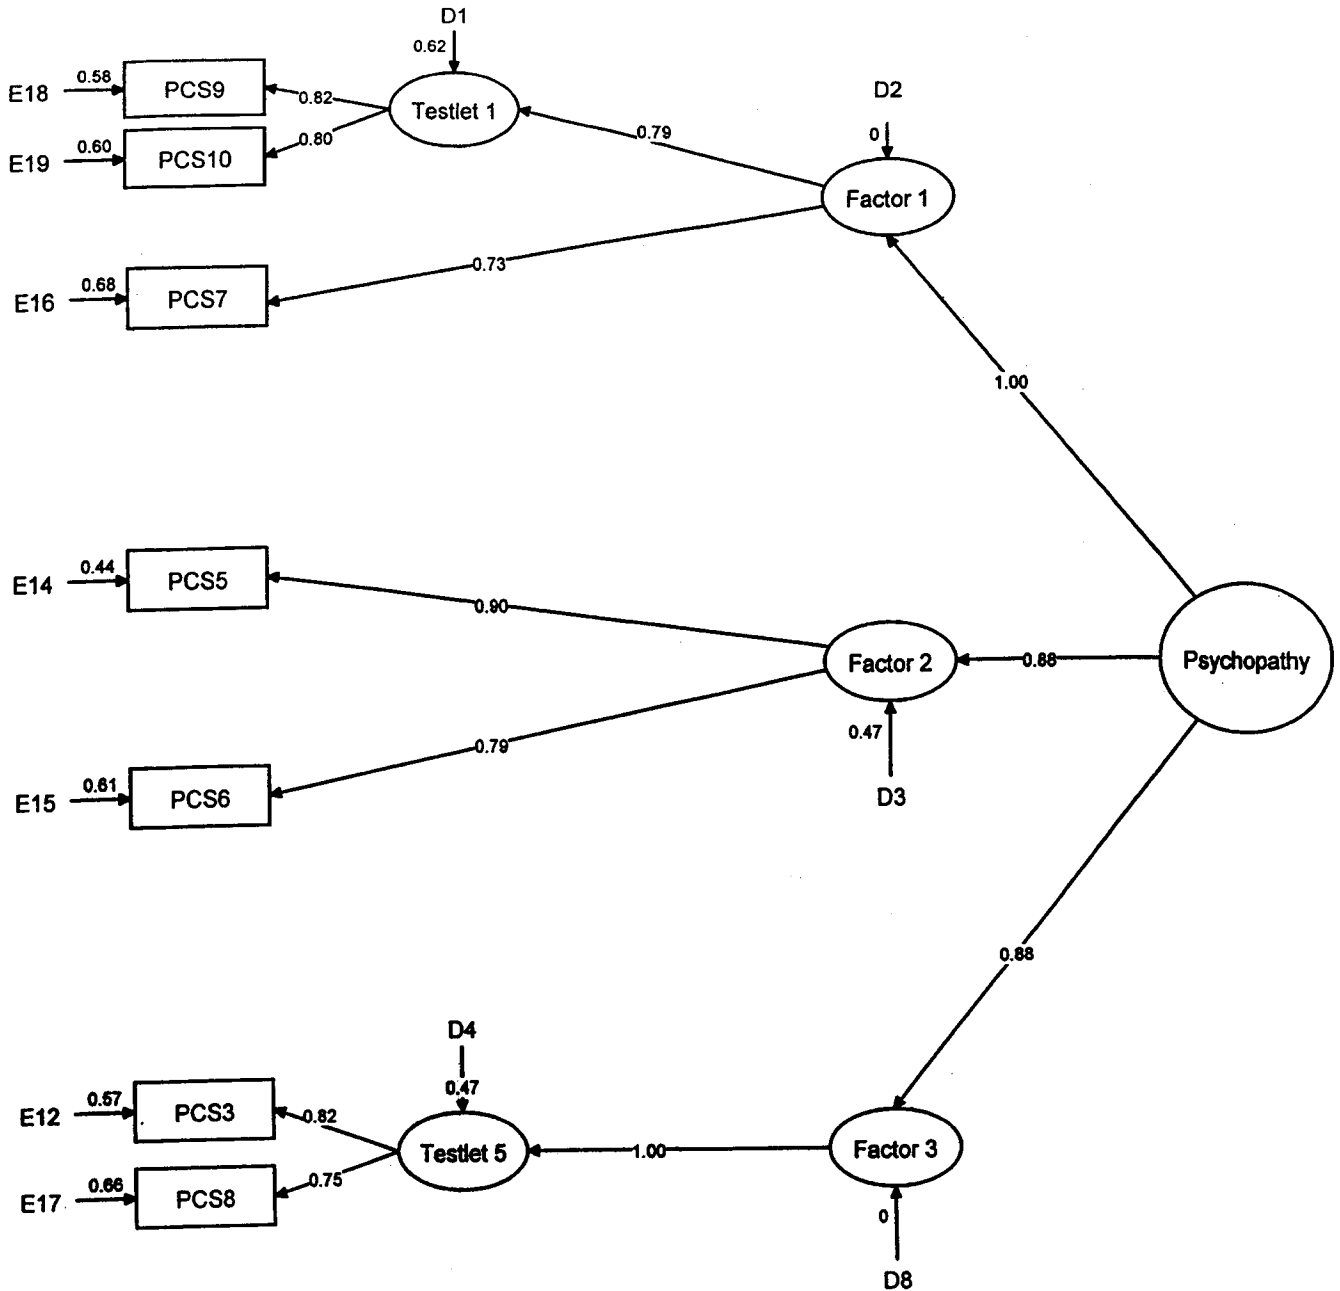 D1
0.62
E18
0.58
PCS9
0.82
Testlet 1
E19
0.60
PCS10
0.80
0.79
D2
0
Factor 1
E16
0.68
PCS7
0.73
1.00
E14
0.44
PCS5
0.90
Factor 2
0.88
Psychopathy
0.47
D3
E15
0.61
PCS6
0.79
0.88
D4
0.47
E12
0.57
PCS3
0.82
Testlet 5
1.00
Factor 3
E17
0.66
PCS8
0.75
0
D8